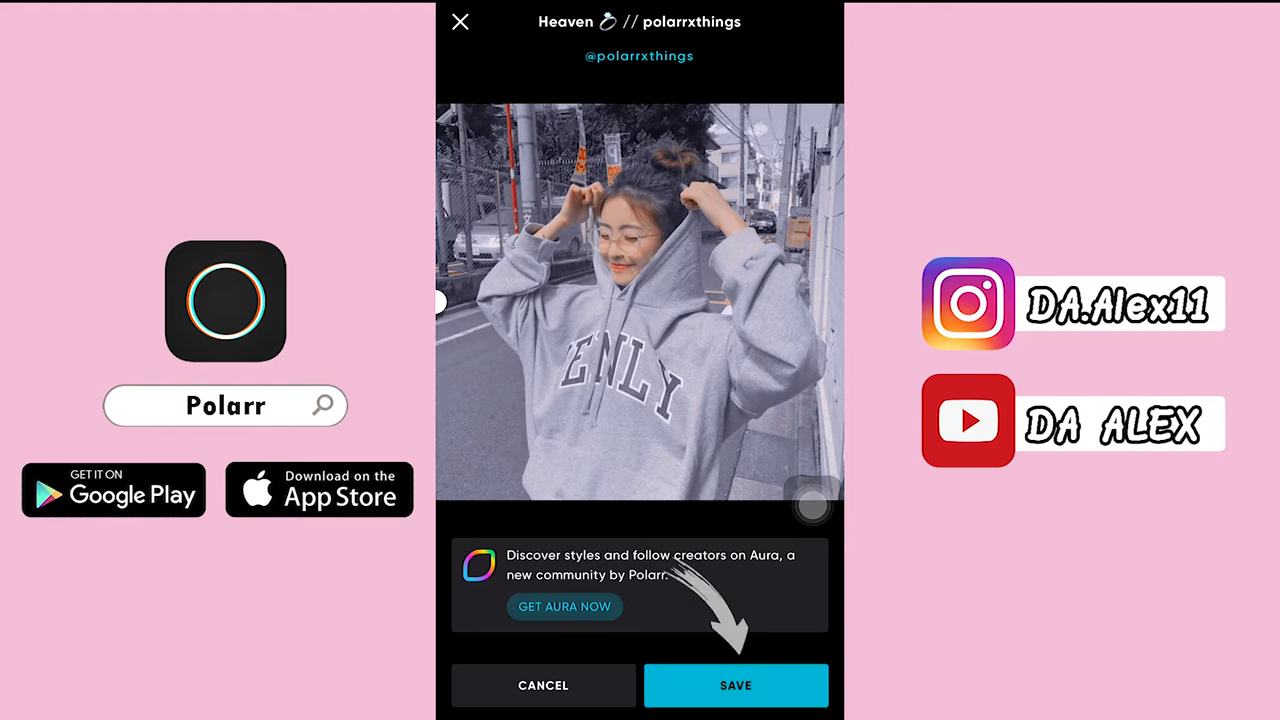 Heaven 💍 // polarrxthings
@polarrxthings
Polarr
GET IT ON
Google Play
Download on the
App Store
ENLY
Discover styles and follow creators on Aura, a
new community by Polarr.
GET AURA NOW
CANCEL
SAVE
DA.Alex11
DA ALEX